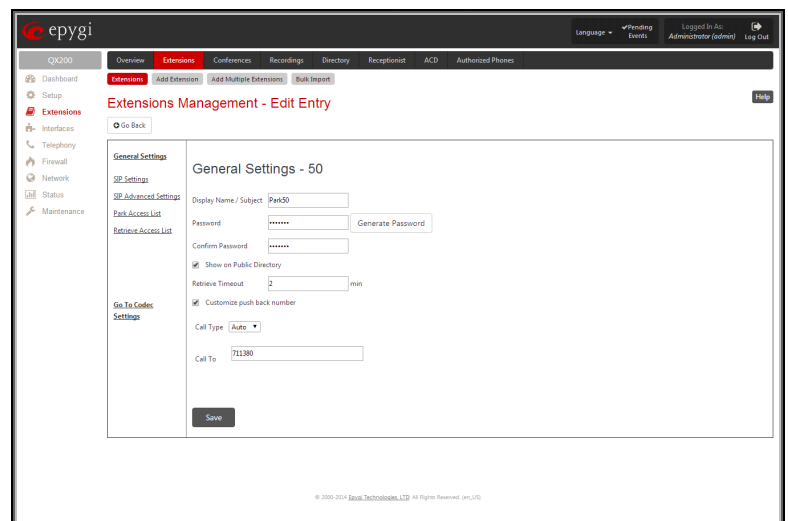 epygi
Language
✔Pending Events
Logged In As:
Administrator (admin)
Log Out
QX200
Overview Extensions Conferences Recordings Directory Receptionist ACD Authorized Phones
Dashboard
Setup
Extensions
Interfaces
Telephony
Firewall
Network
Status
Maintenance
Extensions Add Extension Add Multiple Extensions Bulk Import
Extensions Management - Edit Entry
Help
Go Back
General Settings
SIP Settings
SIP Advanced Settings
Park Access List
Retrieve Access List
Go To Codec
Settings
General Settings - 50
Display Name / Subject Park50
Password ••••••• Generate Password
Confirm Password •••••••
Show on Public Directory
Retrieve Timeout 2 min
Customize push back number
Call Type Auto
Call To 711380
Save
© 2000-2014 Epygi Technologies, LTD. All Rights Reserved. (en_US)